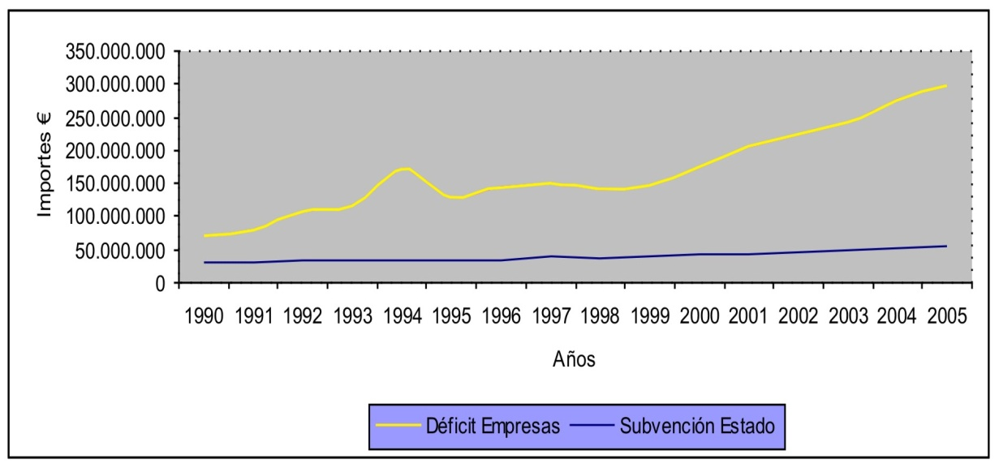 350.000.000
300.000.000
250.000.000
200.000.000
150.000.000
100.000.000
50.000.000
0
Importes €
1990 1991 1992 1993 1994 1995 1996 1997 1998 1999 2000 2001 2002 2003 2004 2005
Años
Déficit Empresas Subvención Estado